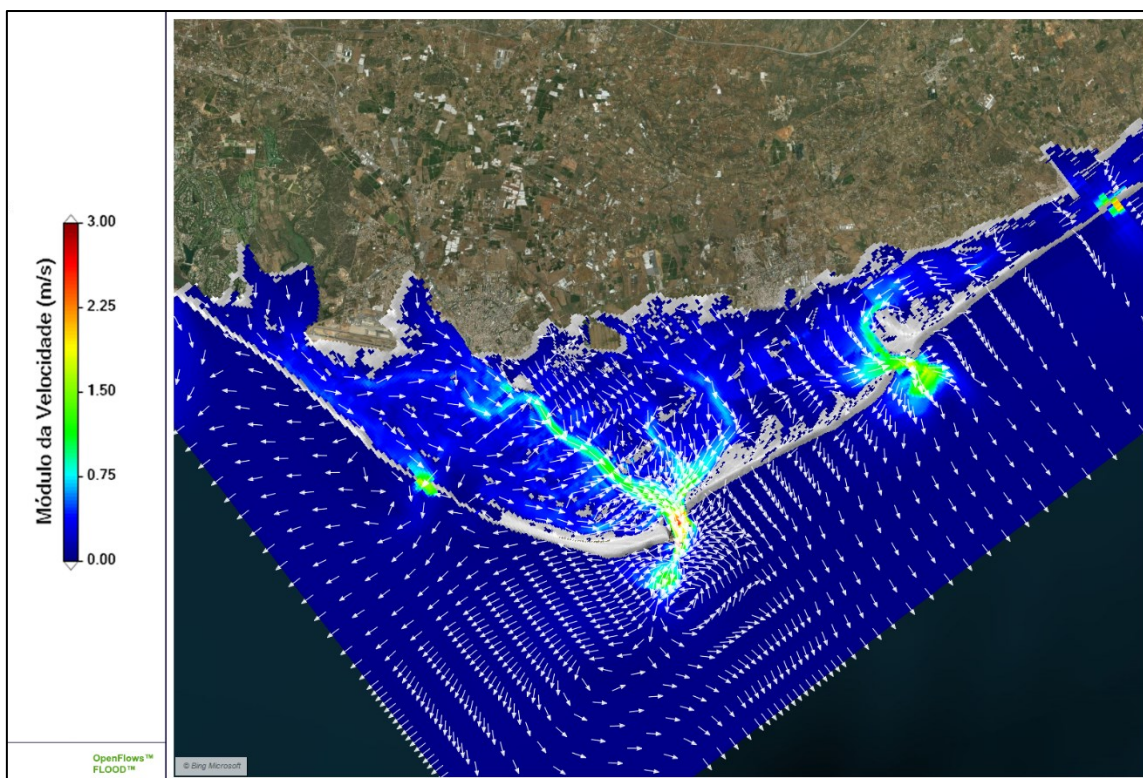 Módulo da Velocidade (m/s)
3.00
2.25
1.50
0.75
0.00
OpenFlows™
FLOOD™
© Bing Microsoft